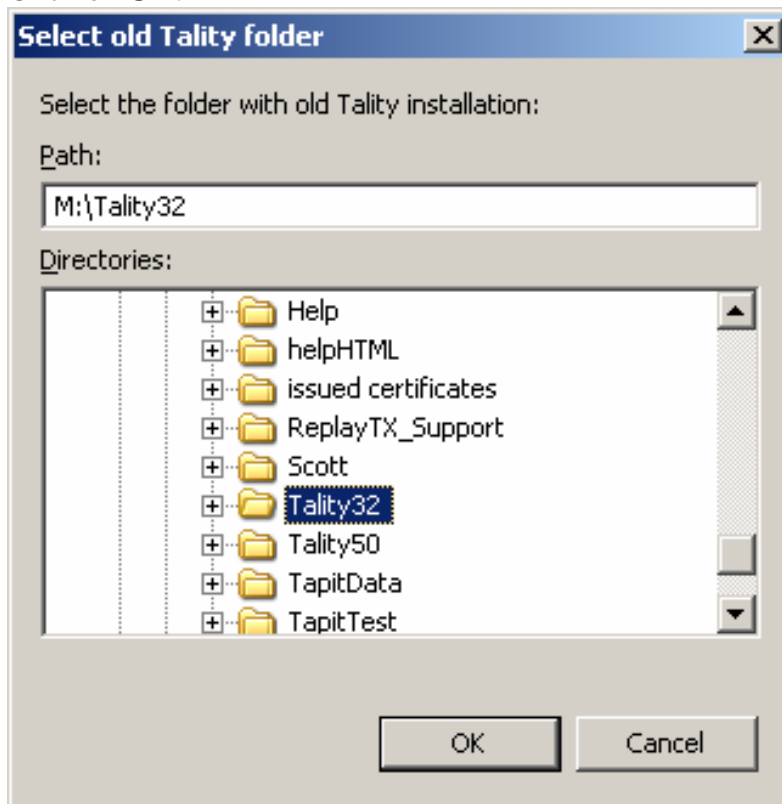 Select old Tality folder
Select the folder with old Tality installation:
Path:
M:\Tality32
Directories:
Help
helpHTML
issued certificates
ReplayTX_Support
Scott
Tality32
Tality50
TapitData
TapitTest
OK Cancel